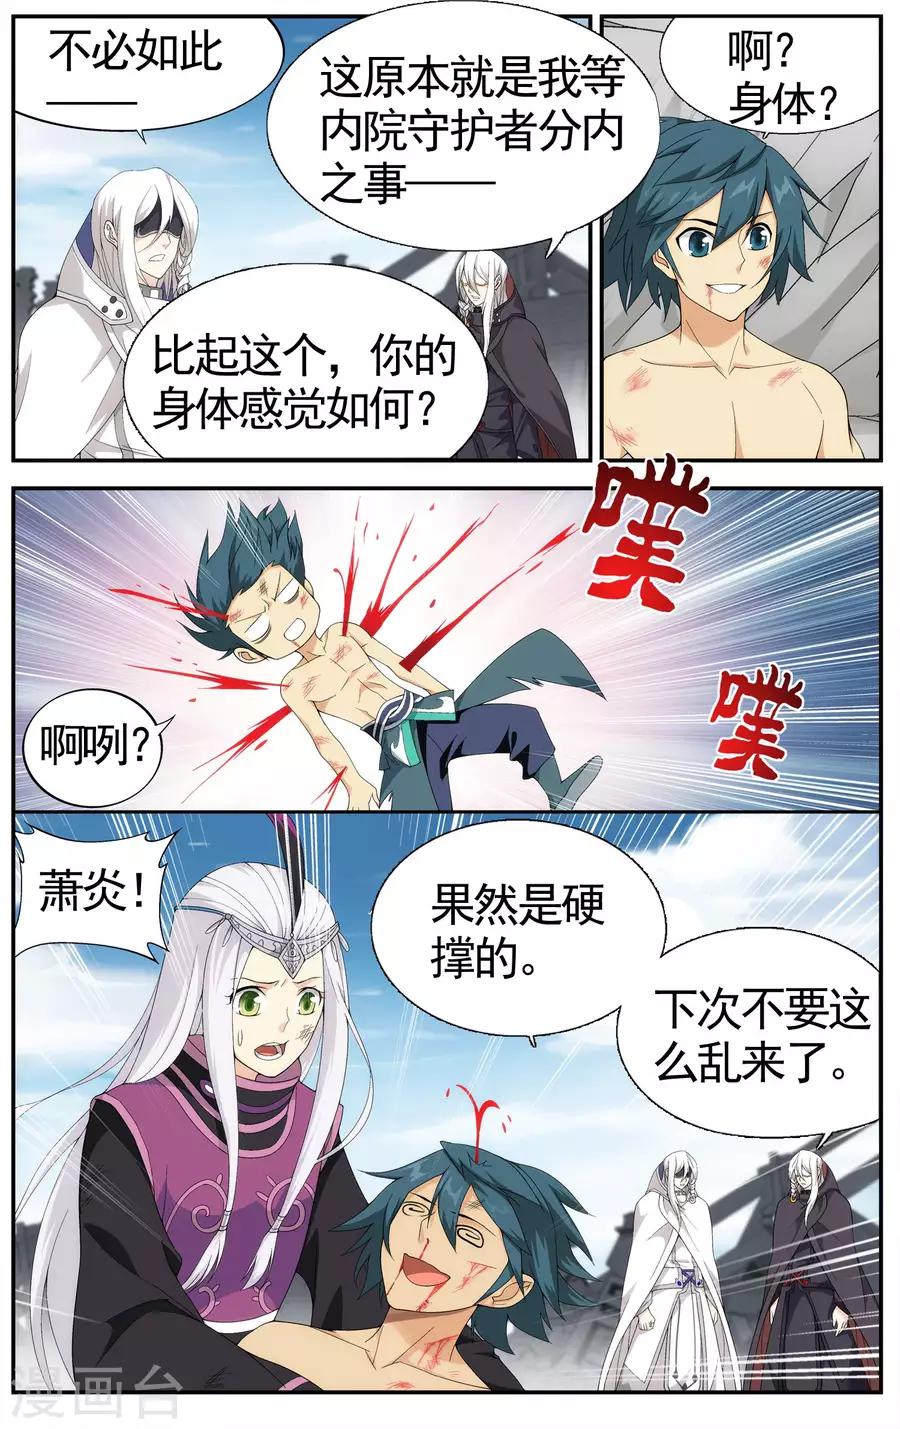 不必如此
——
这原本就是我等
内院守护者分内
之事——
比起这个，你的
身体感觉如何？
啊？
身体？
噗
噗
啊咧？
萧炎！
果然是硬
撑的。
下次不要这
么乱来了。
漫画台